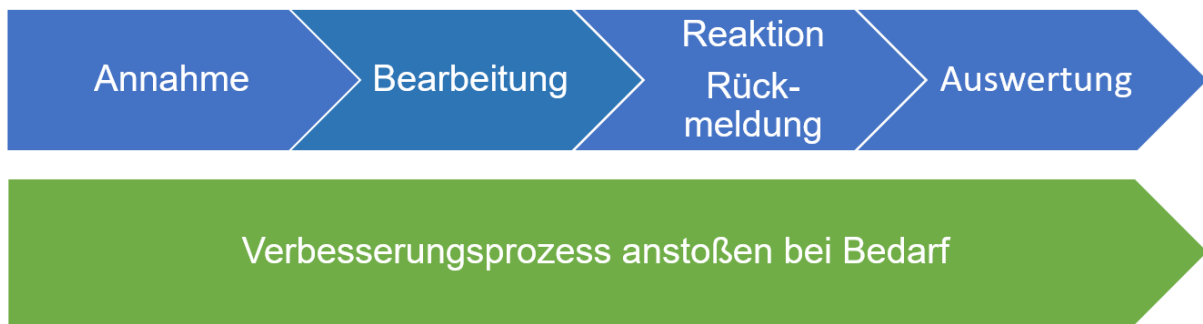 Annahme
Bearbeitung
Reaktion
Rück-
meldung
Auswertung
Verbesserungsprozess anstoßen bei Bedarf